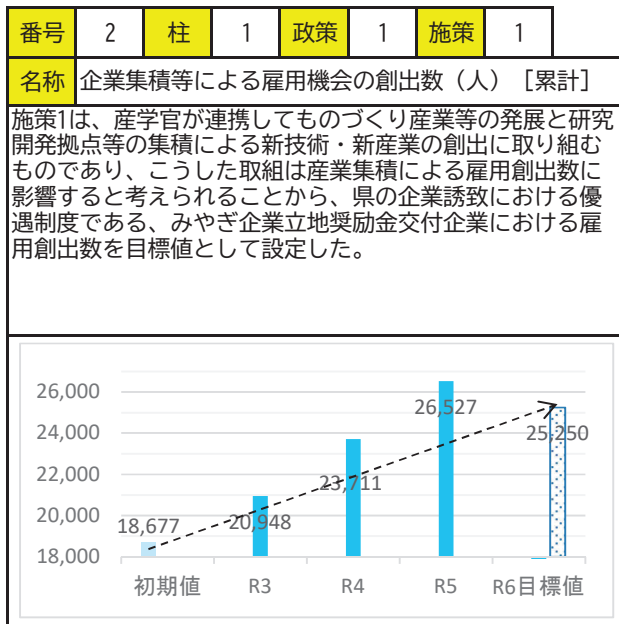 番号 2 柱 1 政策 1 施策 1
名称 企業集積等による雇用機会の創出数（人）［累計］
施策1は、産学官が連携してものづくり産業等の発展と研究
開発拠点等の集積による新技術・新産業の創出に取り組む
ものであり、こうした取組は産業集積による雇用創出数に
影響すると考えられることから、県の企業誘致における優
遇制度である、みやぎ企業立地奨励金交付企業における雇
用創出数を目標値として設定した。
26,000
24,000
22,000
20,000
18,000
18,677
20,948
23,711
26,527
25,250
初期値 R3 R4 R5 R6目標値